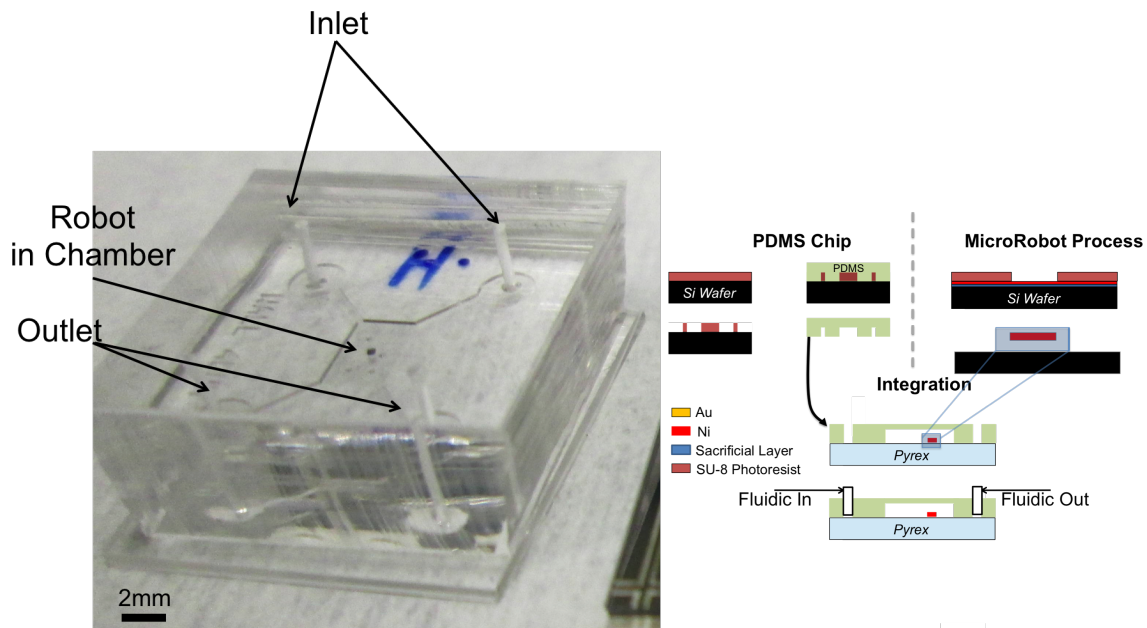 Inlet
Robot
in Chamber
Outlet
H.
2mm
PDMS Chip
MicroRobot Process
Si Wafer
PDMS
Si Wafer
Integration
Au
Ni
Sacrificial Layer
SU-8 Photoresist
Pyrex
Fluidic In
Fluidic Out
Pyrex